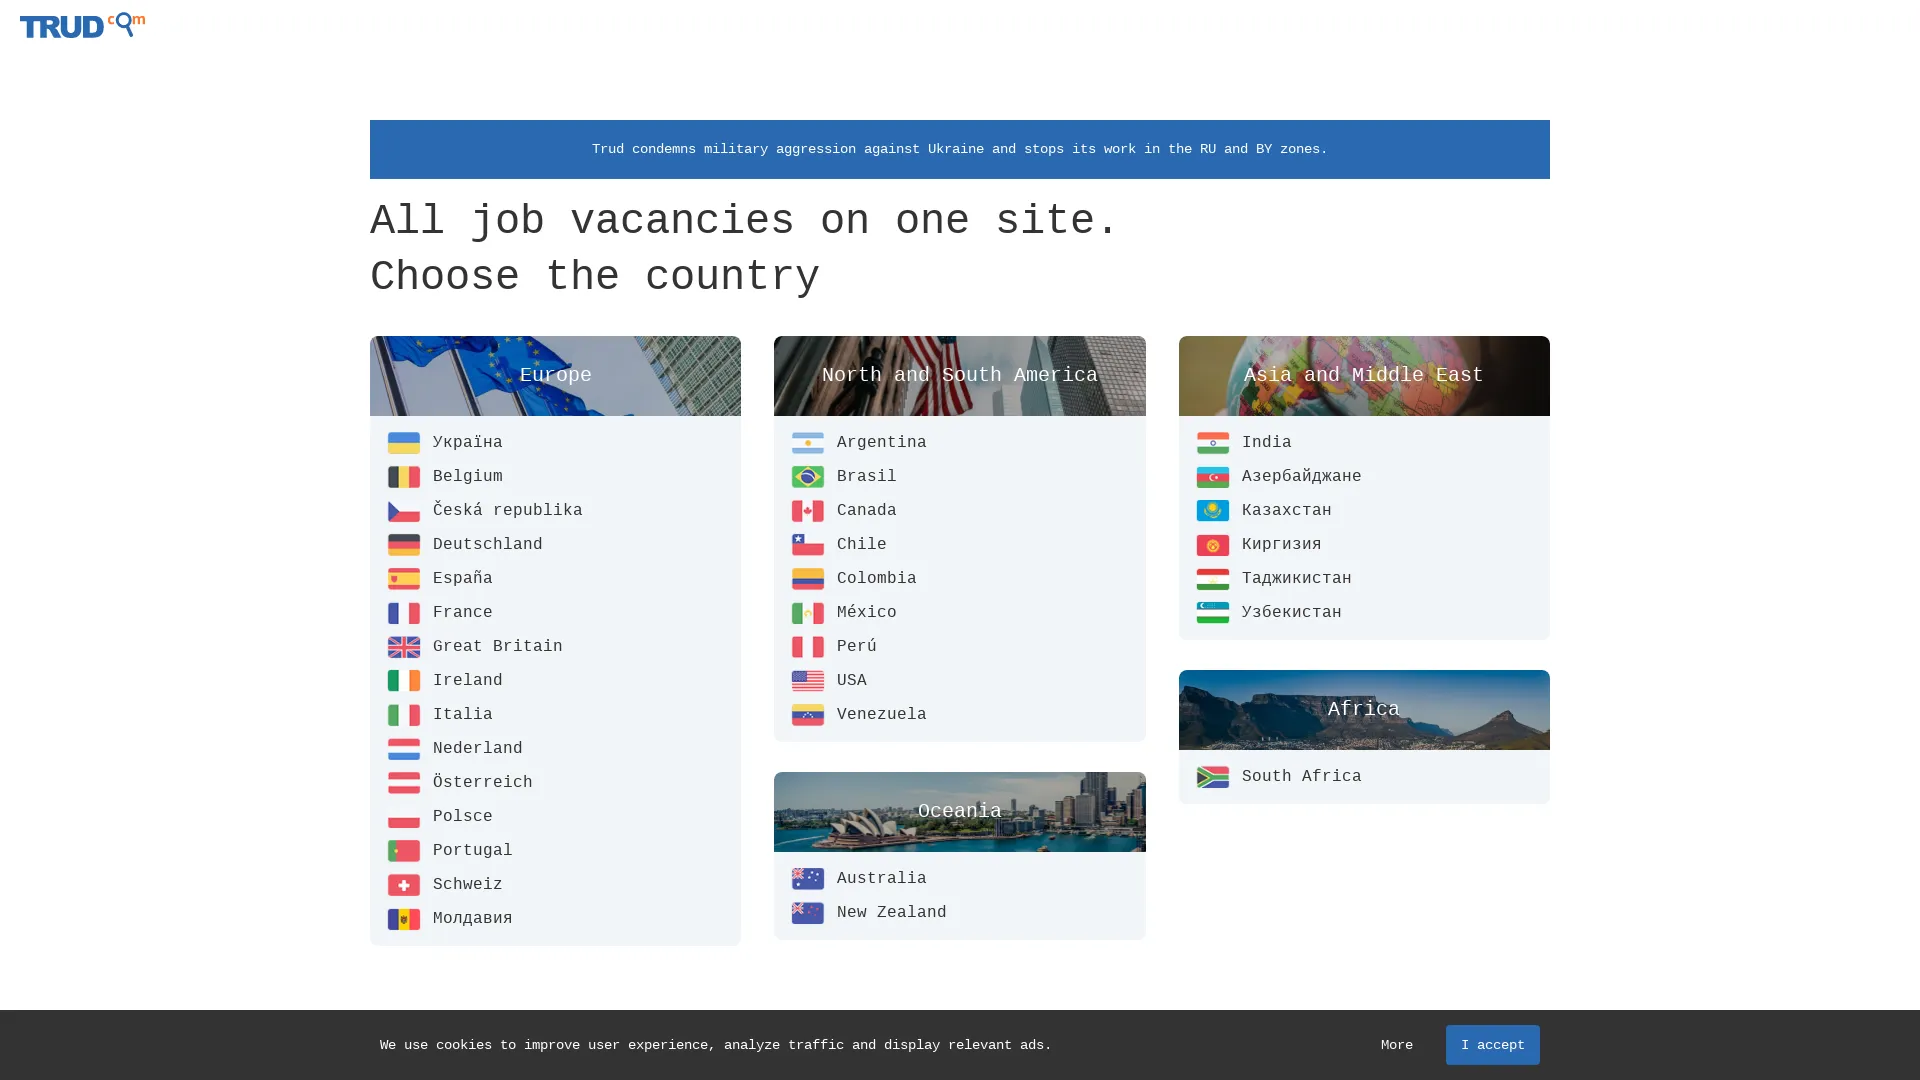 TRUD com
Trud condemns military aggression against Ukraine and stops its work in the RU and BY zones.
All job vacancies on one site.
Choose the country
Europe
Україна
Belgium
Česká republika
Deutschland
España
France
Great Britain
Ireland
Italia
Nederland
Österreich
Polsce
Portugal
Schweiz
Молдавия
North and South America
Argentina
Brasil
Canada
Chile
Colombia
México
Perú
USA
Venezuela
Oceania
Australia
New Zealand
Asia and Middle East
India
Азербайджане
Казахстан
Киргизия
Таджикистан
Узбекистан
Africa
South Africa
We use cookies to improve user experience, analyze traffic and display relevant ads.
More
I accept